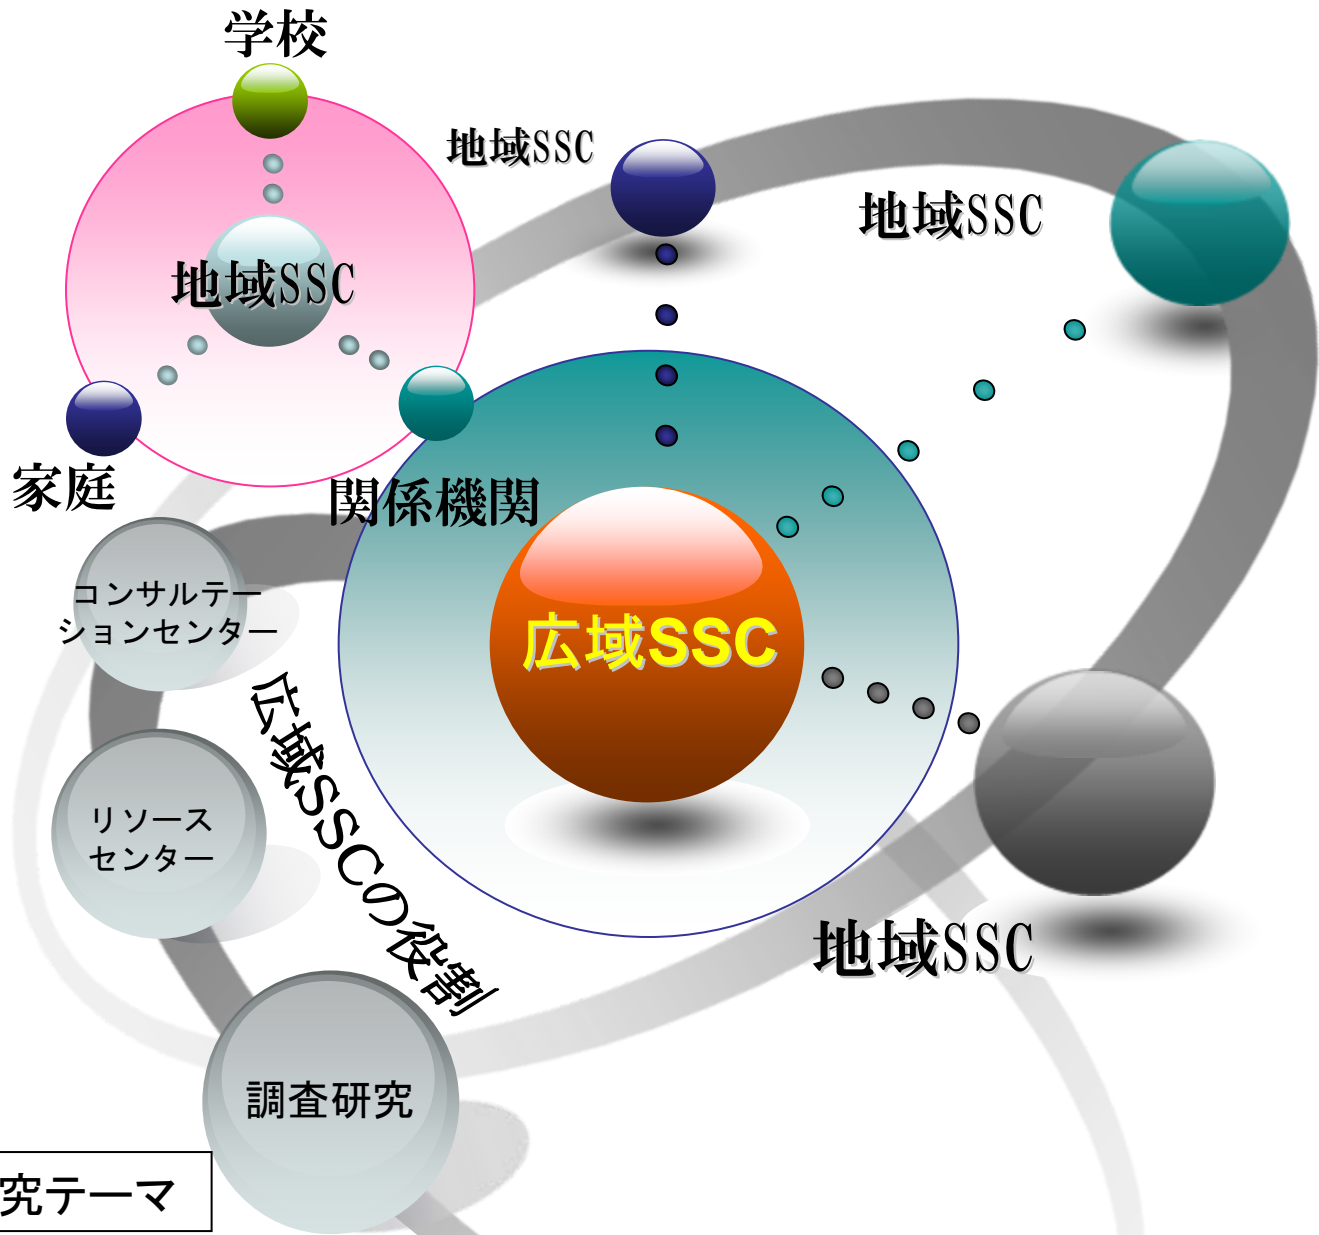 学校
地域SSC
地域SSC
地域SSC
家庭
関係機関
コンサルテー
ションセンター
広域SSC
広域SSCの役割
リソース
センター
地域SSC
調査研究
究テーマ